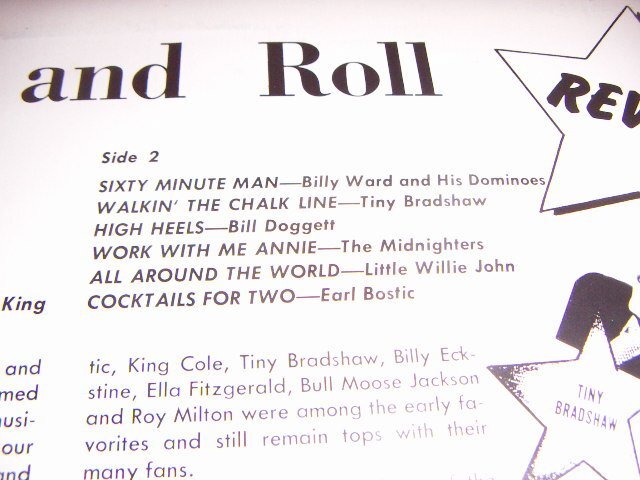 and Roll
REV
Side 2
SIXTY MINUTE MAN—Billy Ward and His Dominoes
WALKIN' THE CHALK LINE—Tiny Bradshaw
HIGH HEELS—Bill Doggett
WORK WITH ME ANNIE—The Midnighters
ALL AROUND THE WORLD—Little Willie John
COCKTAILS FOR TWO—Earl Bostic
King
and
med
usi-
our
and
tic, King Cole, Tiny Bradshaw, Billy Eck-
stine, Ella Fitzgerald, Bull Moose Jackson
and Roy Milton were among the early fa-
vorites and still remain tops with their
many fans.
TINY
BRADSHAW